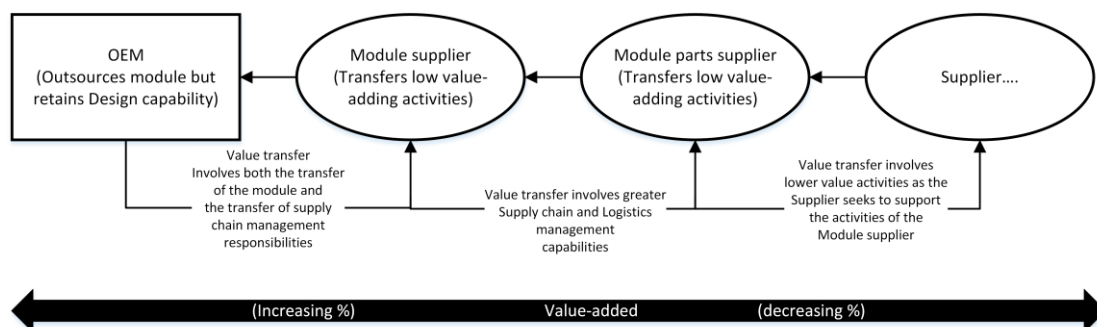 OEM
(Outsources module but
retains Design capability)
Module supplier
(Transfers low value-
adding activities)
Module parts supplier
(Transfers low value-
adding activities)
Supplier....
Value transfer
Involves both the transfer
of the module and
the transfer of supply
chain management
responsibilities
Value transfer involves greater
Supply chain and Logistics
management
capabilities
Value transfer involves
lower value activities as the
Supplier seeks to support
the activities of the
Module supplier
(Increasing %) Value-added (decreasing %)